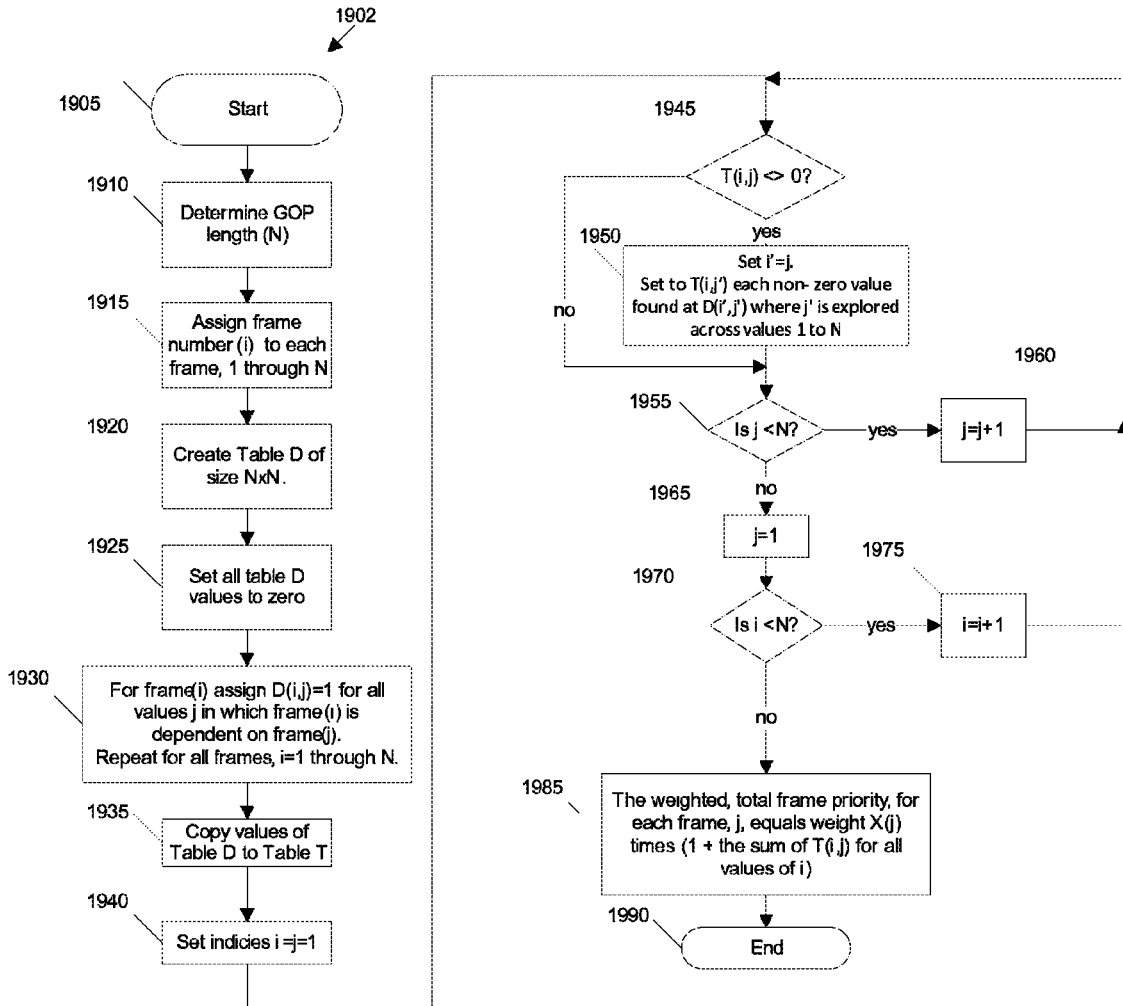 1902
1905
Start
1910
Determine GOP
length (N)
1915
Assign frame
number (i) to each
frame, 1 through N
1920
Create Table D of
size NxN.
1925
Set all table D
values to zero
1930
For frame(i) assign D(i,j)=1 for all
values j in which frame(i) is
dependent on frame(j).
Repeat for all frames, i=1 through N.
1935
Copy values of
Table D to Table T
1940
Set indicies i =j=1
1945
T(i,j) <> 0?
yes
no
1950
Set i'=j.
Set to T(i,j') each non- zero value
found at D(i',j') where j' is explored
across values 1 to N
1955
Is j <N?
yes
1960
j=j+1
no
1965
j=1
1970
Is i <N?
yes
1975
i=i+1
no
1985
The weighted, total frame priority, for
each frame, j, equals weight X(j)
times (1 + the sum of T(i,j) for all
values of i)
1990
End